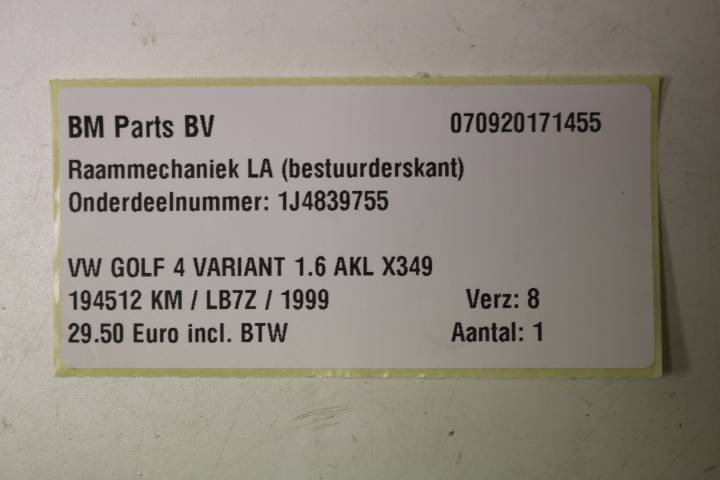 BM Parts BV 070920171455
Raammechaniek LA (bestuurderskant)
Onderdeelnummer: 1J4839755
VW GOLF 4 VARIANT 1.6 AKL X349
194512 KM / LB7Z / 1999 Verz: 8
29.50 Euro incl. BTW Aantal: 1